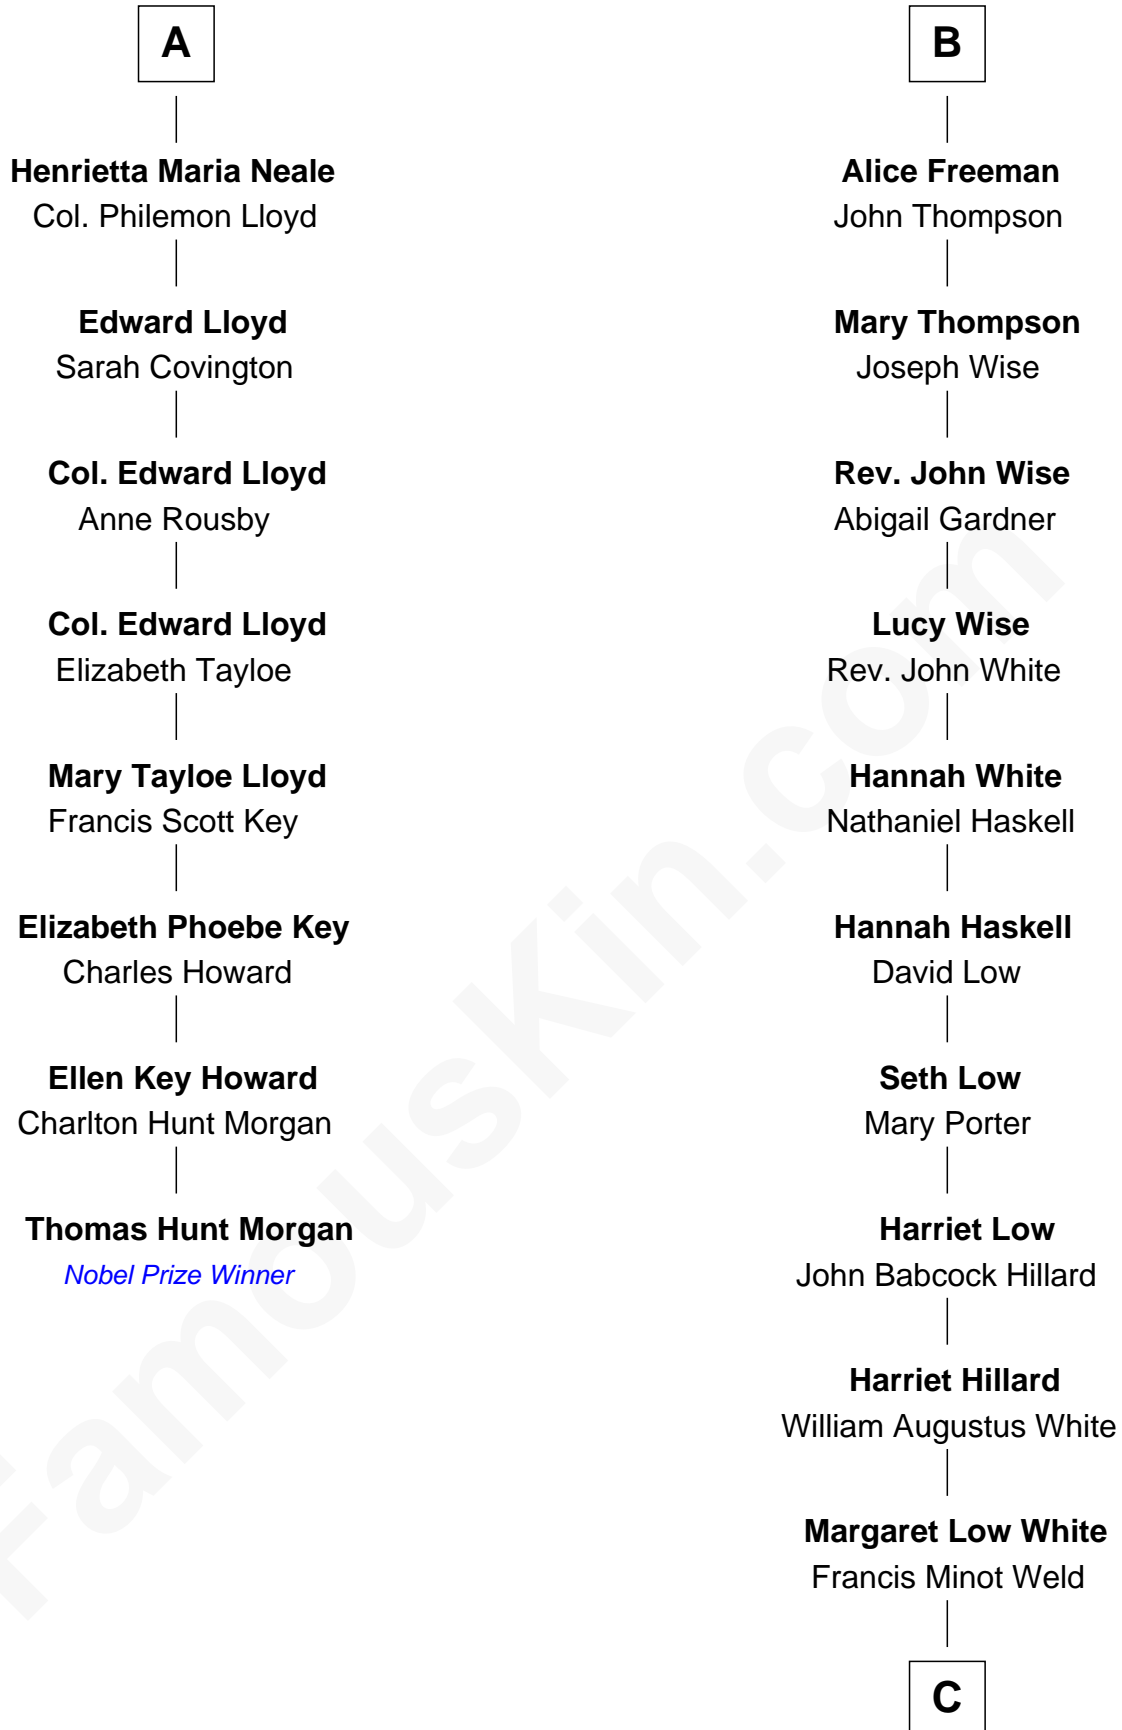 A
Henrietta Maria Neale
Col. Philemon Lloyd
Edward Lloyd
Sarah Covington
Col. Edward Lloyd
Anne Rousby
Col. Edward Lloyd
Elizabeth Tayloe
Mary Tayloe Lloyd
Francis Scott Key
Elizabeth Phoebe Key
Charles Howard
Ellen Key Howard
Charlton Hunt Morgan
Thomas Hunt Morgan
Nobel Prize Winner
B
Alice Freeman
John Thompson
Mary Thompson
Joseph Wise
Rev. John Wise
Abigail Gardner
Lucy Wise
Rev. John White
Hannah White
Nathaniel Haskell
Hannah Haskell
David Low
Seth Low
Mary Porter
Harriet Low
John Babcock Hillard
Harriet Hillard
William Augustus White
Margaret Low White
Francis Minot Weld
C
FamousKin.com